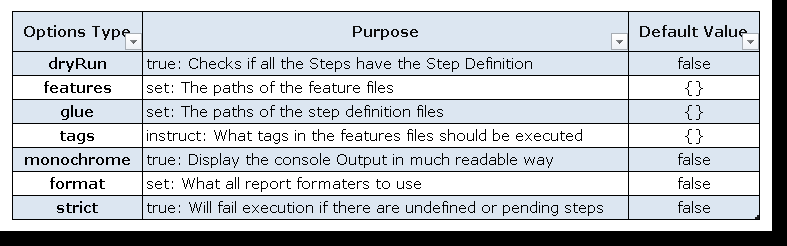 Options Type Purpose Default Value
dryRun true: Checks if all the Steps have the Step Definition false
features set: The paths of the feature files {}
glue set: The paths of the step definition files {}
tags instruct: What tags in the features files should be executed {}
monochrome true: Display the console Output in much readable way false
format set: What all report formaters to use false
strict true: Will fail execution if there are undefined or pending steps false